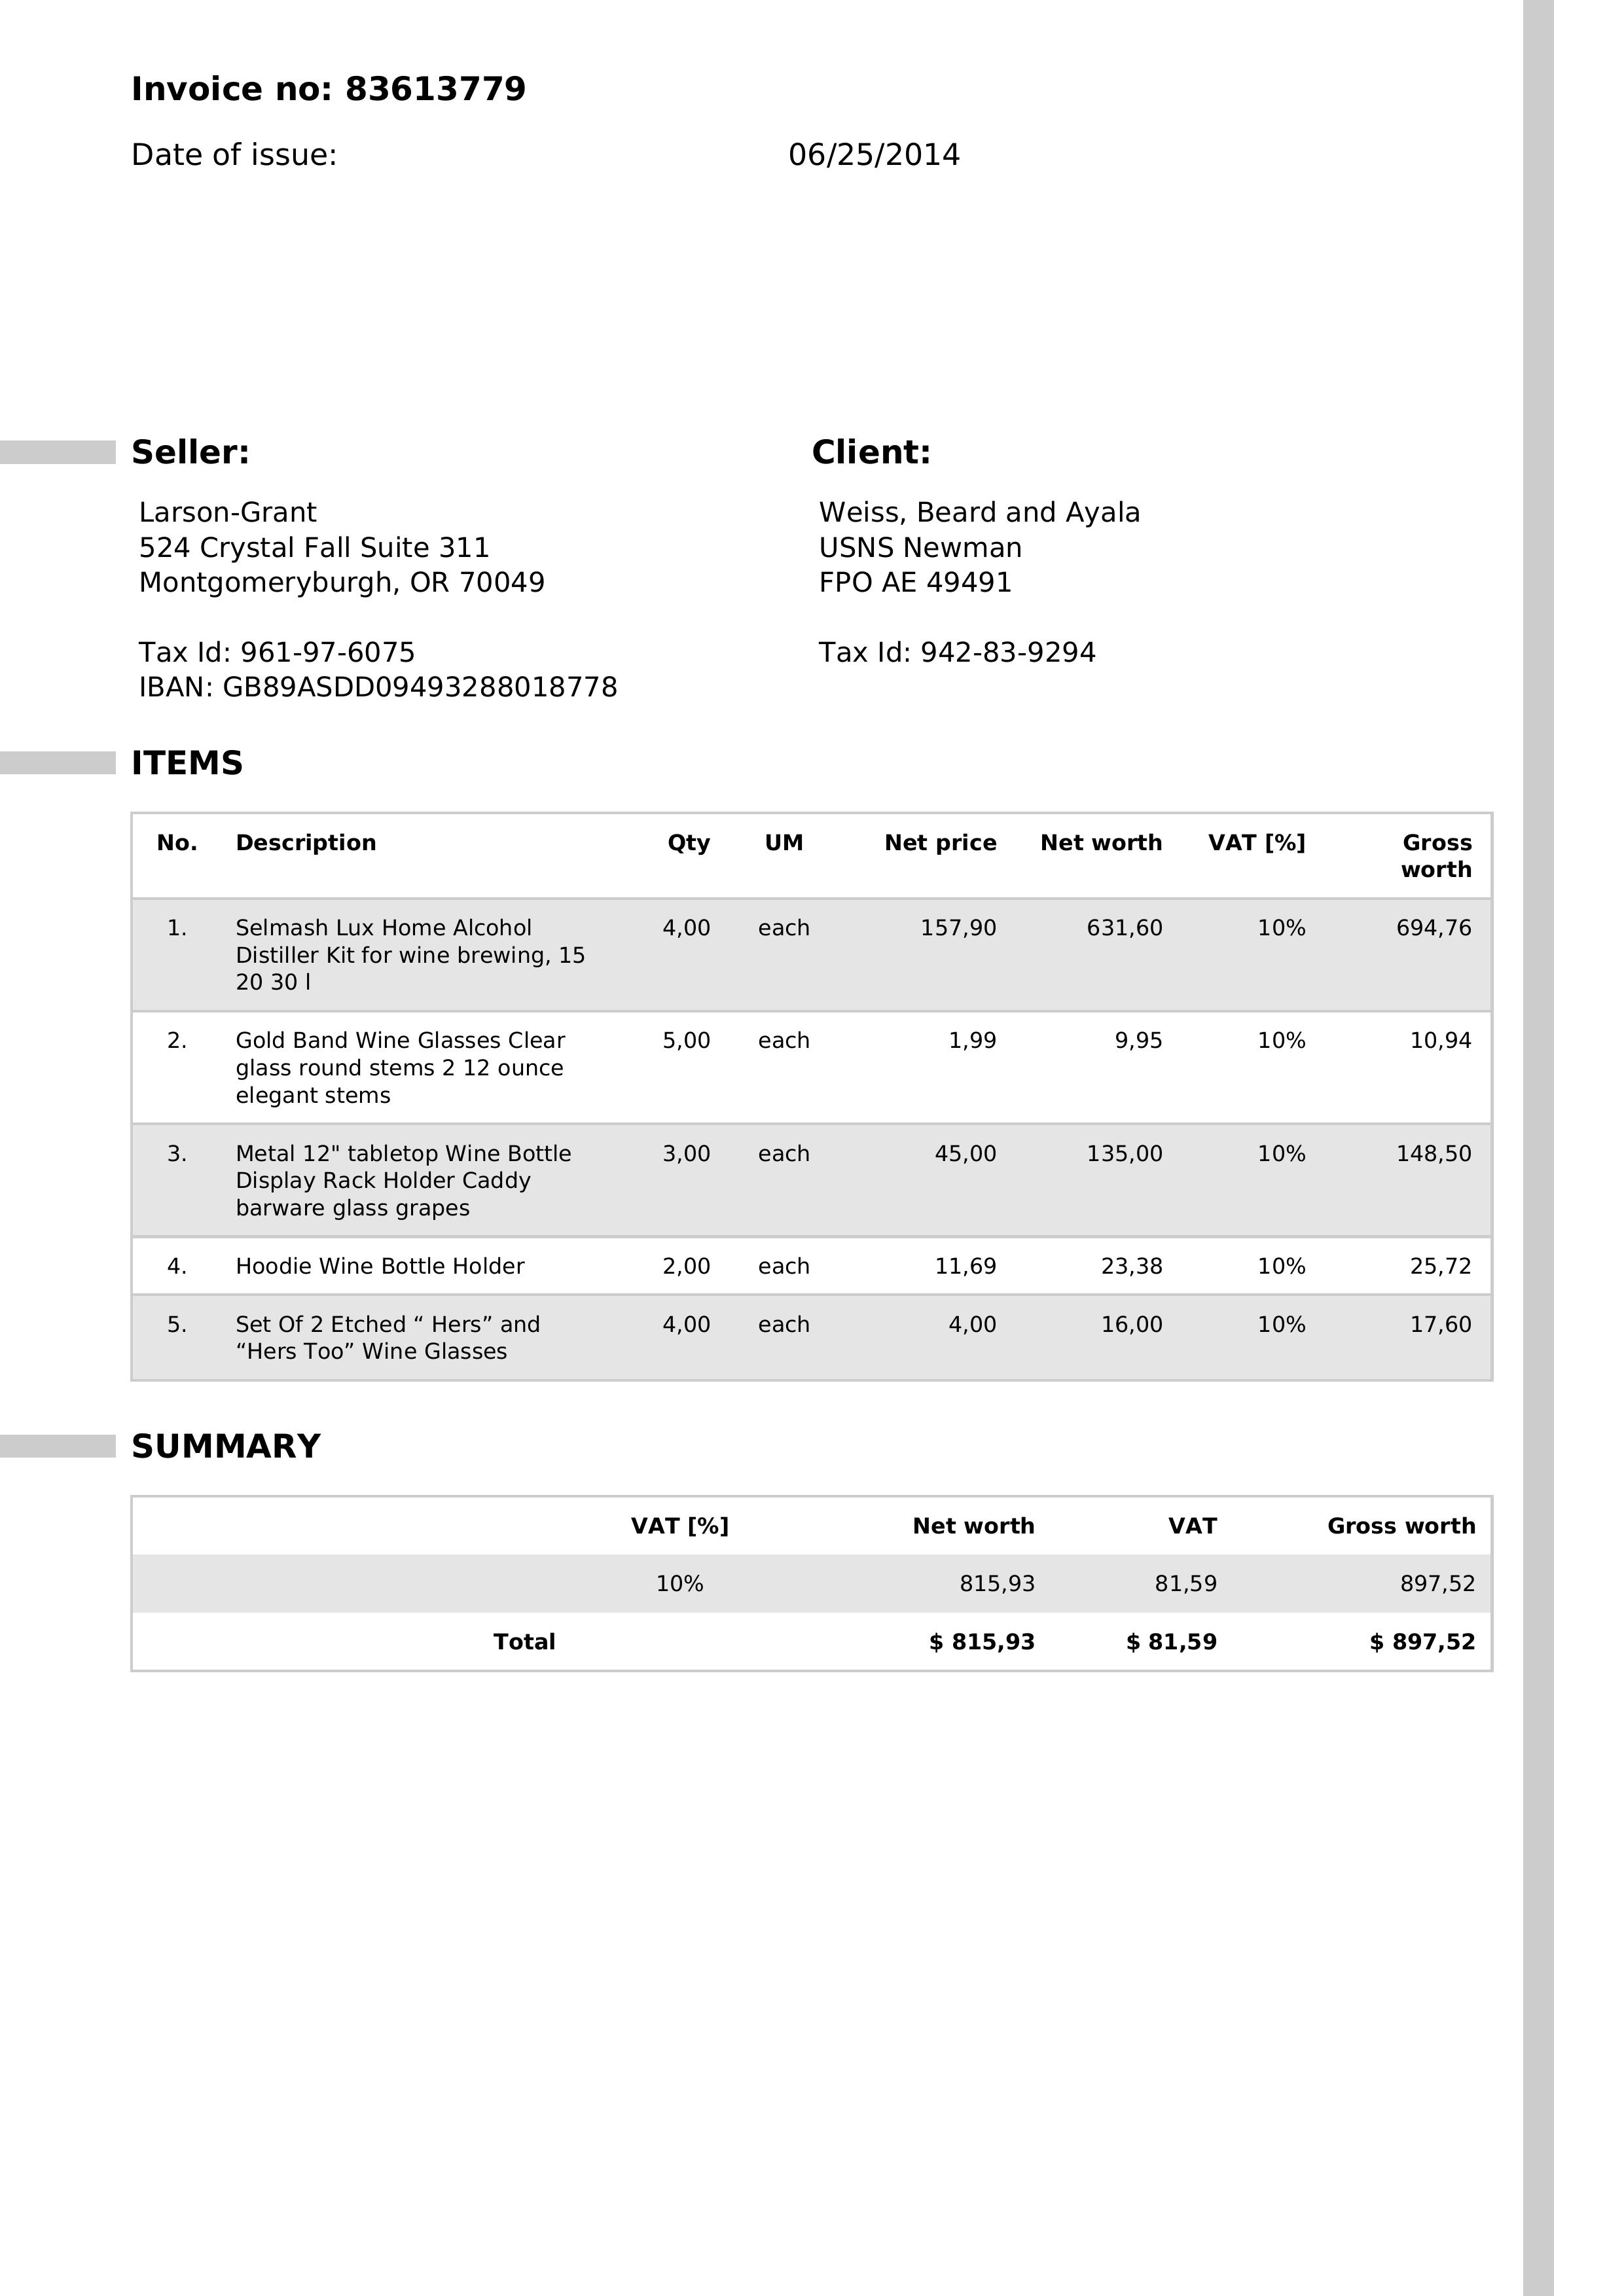 Invoice no: 83613779
Date of issue: 06/25/2014
Seller: Client:
Larson-Grant Weiss, Beard and Ayala
524 Crystal Fall Suite 311 USNS Newman
Montgomeryburgh, OR 70049 FPO AE 49491
Tax Id: 961-97-6075 Tax Id: 942-83-9294
IBAN: GB89ASDD09493288018778
ITEMS
No. Description Qty UM Net price Net worth VAT [%] Gross
worth
1. Selmash Lux Home Alcohol 4,00 each 157,90 631,60 10% 694,76
Distiller Kit for wine brewing, 15
20 30 l
2. Gold Band Wine Glasses Clear 5,00 each 1,99 9,95 10% 10,94
glass round stems 2 12 ounce
elegant stems
3. Metal 12" tabletop Wine Bottle 3,00 each 45,00 135,00 10% 148,50
Display Rack Holder Caddy
barware glass grapes
4. Hoodie Wine Bottle Holder 2,00 each 11,69 23,38 10% 25,72
5. Set Of 2 Etched “ Hers” and 4,00 each 4,00 16,00 10% 17,60
“Hers Too” Wine Glasses
SUMMARY
VAT [%] Net worth VAT Gross worth
10% 815,93 81,59 897,52
Total $ 815,93 $ 81,59 $ 897,52